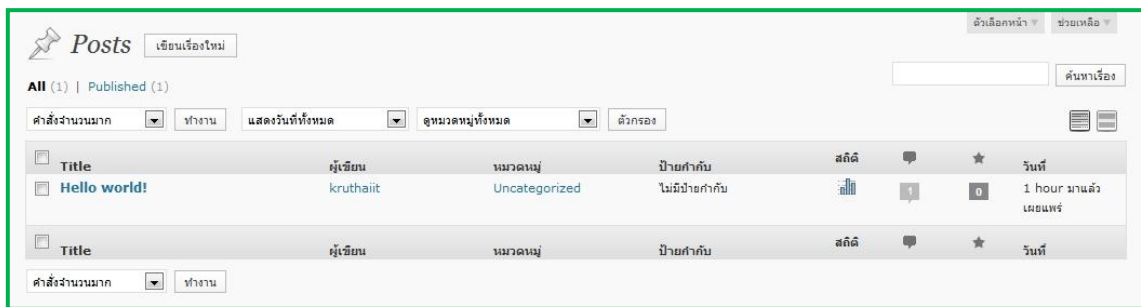 ตัวเลือกหน้า ช่วยเหลือ
Posts เขียนเรื่องใหม่
All (1) | Published (1)
ค้นหาเรื่อง
คำสั่งจำนวนมาก ทำงาน แสดงวันที่ทั้งหมด ดูหมวดหมู่ทั้งหมด ตัวกรอง
Title ผู้เขียน หมวดหมู่ ป้ายกำกับ สถิติ วันที่
Hello world! kruthaiit Uncategorized ไม่มีป้ายกำกับ 1 0 1 hour มาแล้ว
เผยแพร่
Title ผู้เขียน หมวดหมู่ ป้ายกำกับ สถิติ วันที่
คำสั่งจำนวนมาก ทำงาน